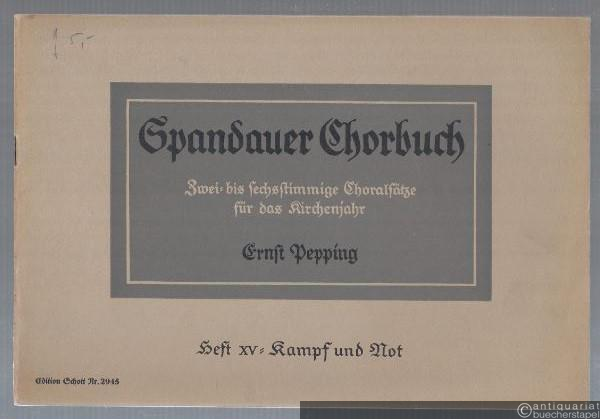 5,-
Spandauer Chorbuch
Zwei- bis sechsstimmige Choralsätze
für das Kirchenjahr
Ernst Pepping
Heft XV - Kampf und Not
Edition Schott Nr. 2945
©antiquariat
buecherstapel